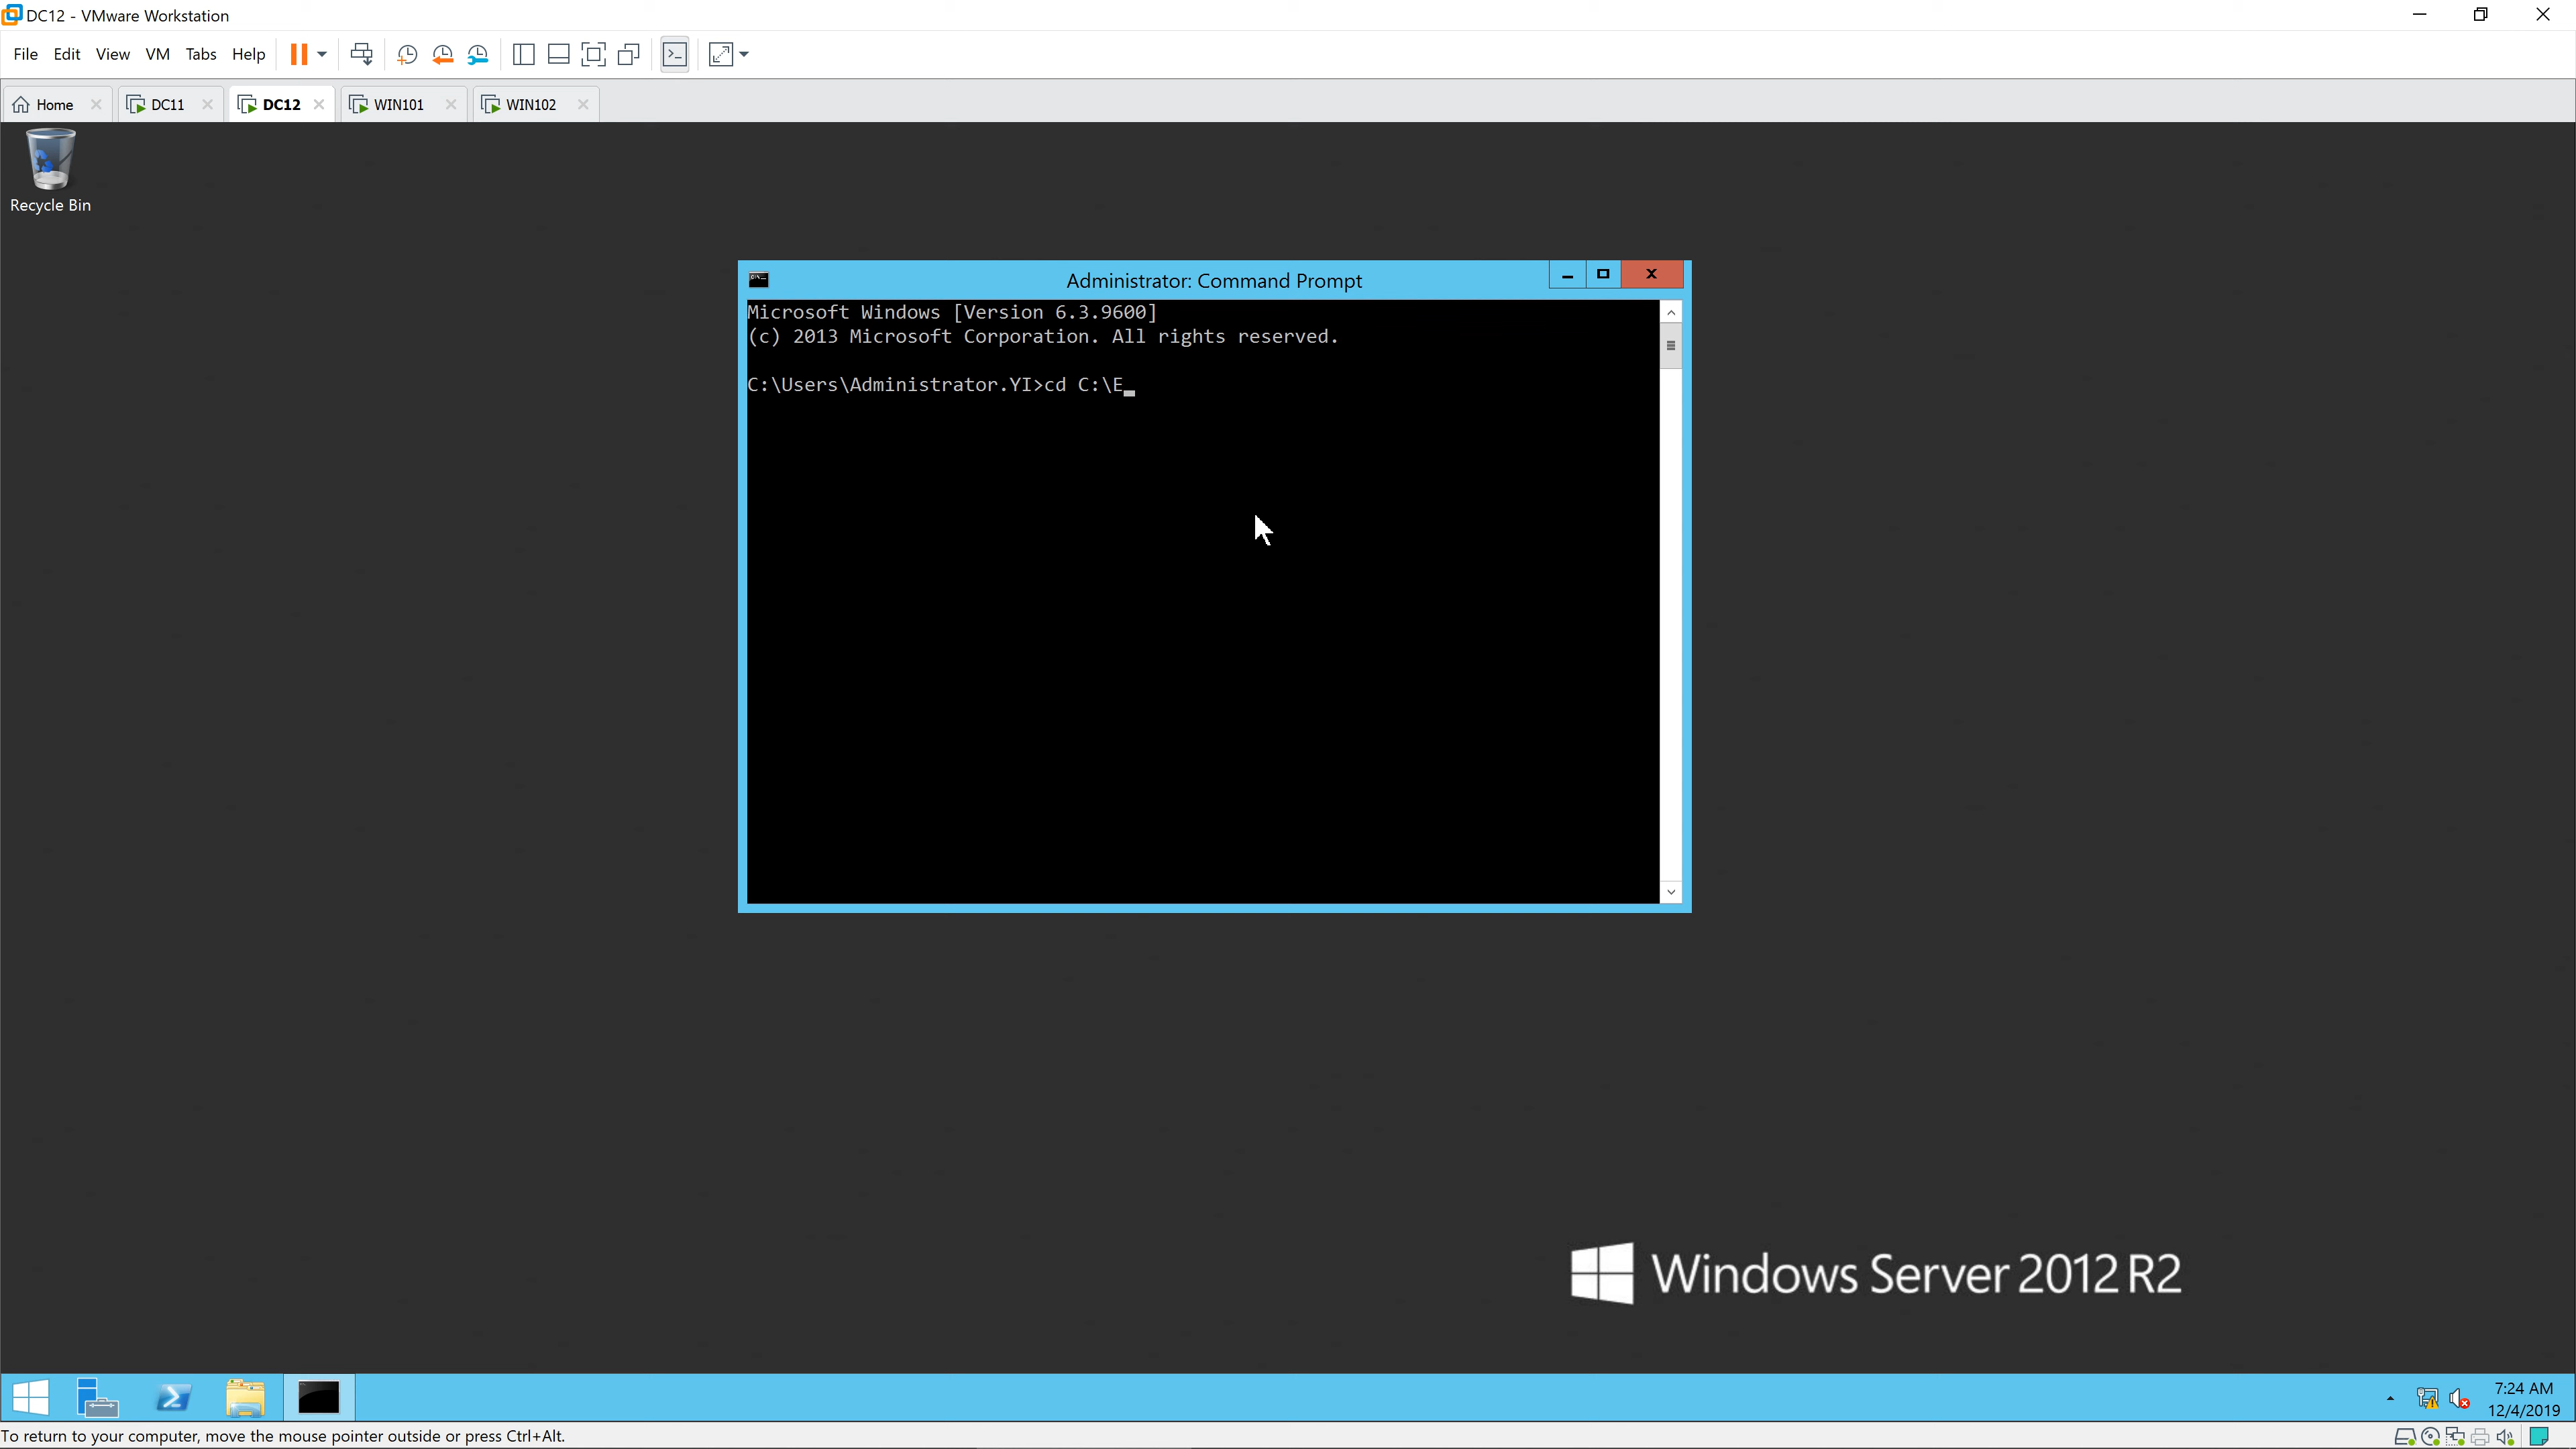 DC12 - VMware Workstation
File Edit View VM Tabs Help
Home DC11 DC12 WIN101 WIN102
Recycle Bin
Administrator: Command Prompt
Microsoft Windows [Version 6.3.9600]
(c) 2013 Microsoft Corporation. All rights reserved.
C:\Users\Administrator.YI>cd C:\E_
Windows Server 2012 R2
7:24 AM
12/4/2019
To return to your computer, move the mouse pointer outside or press Ctrl+Alt.